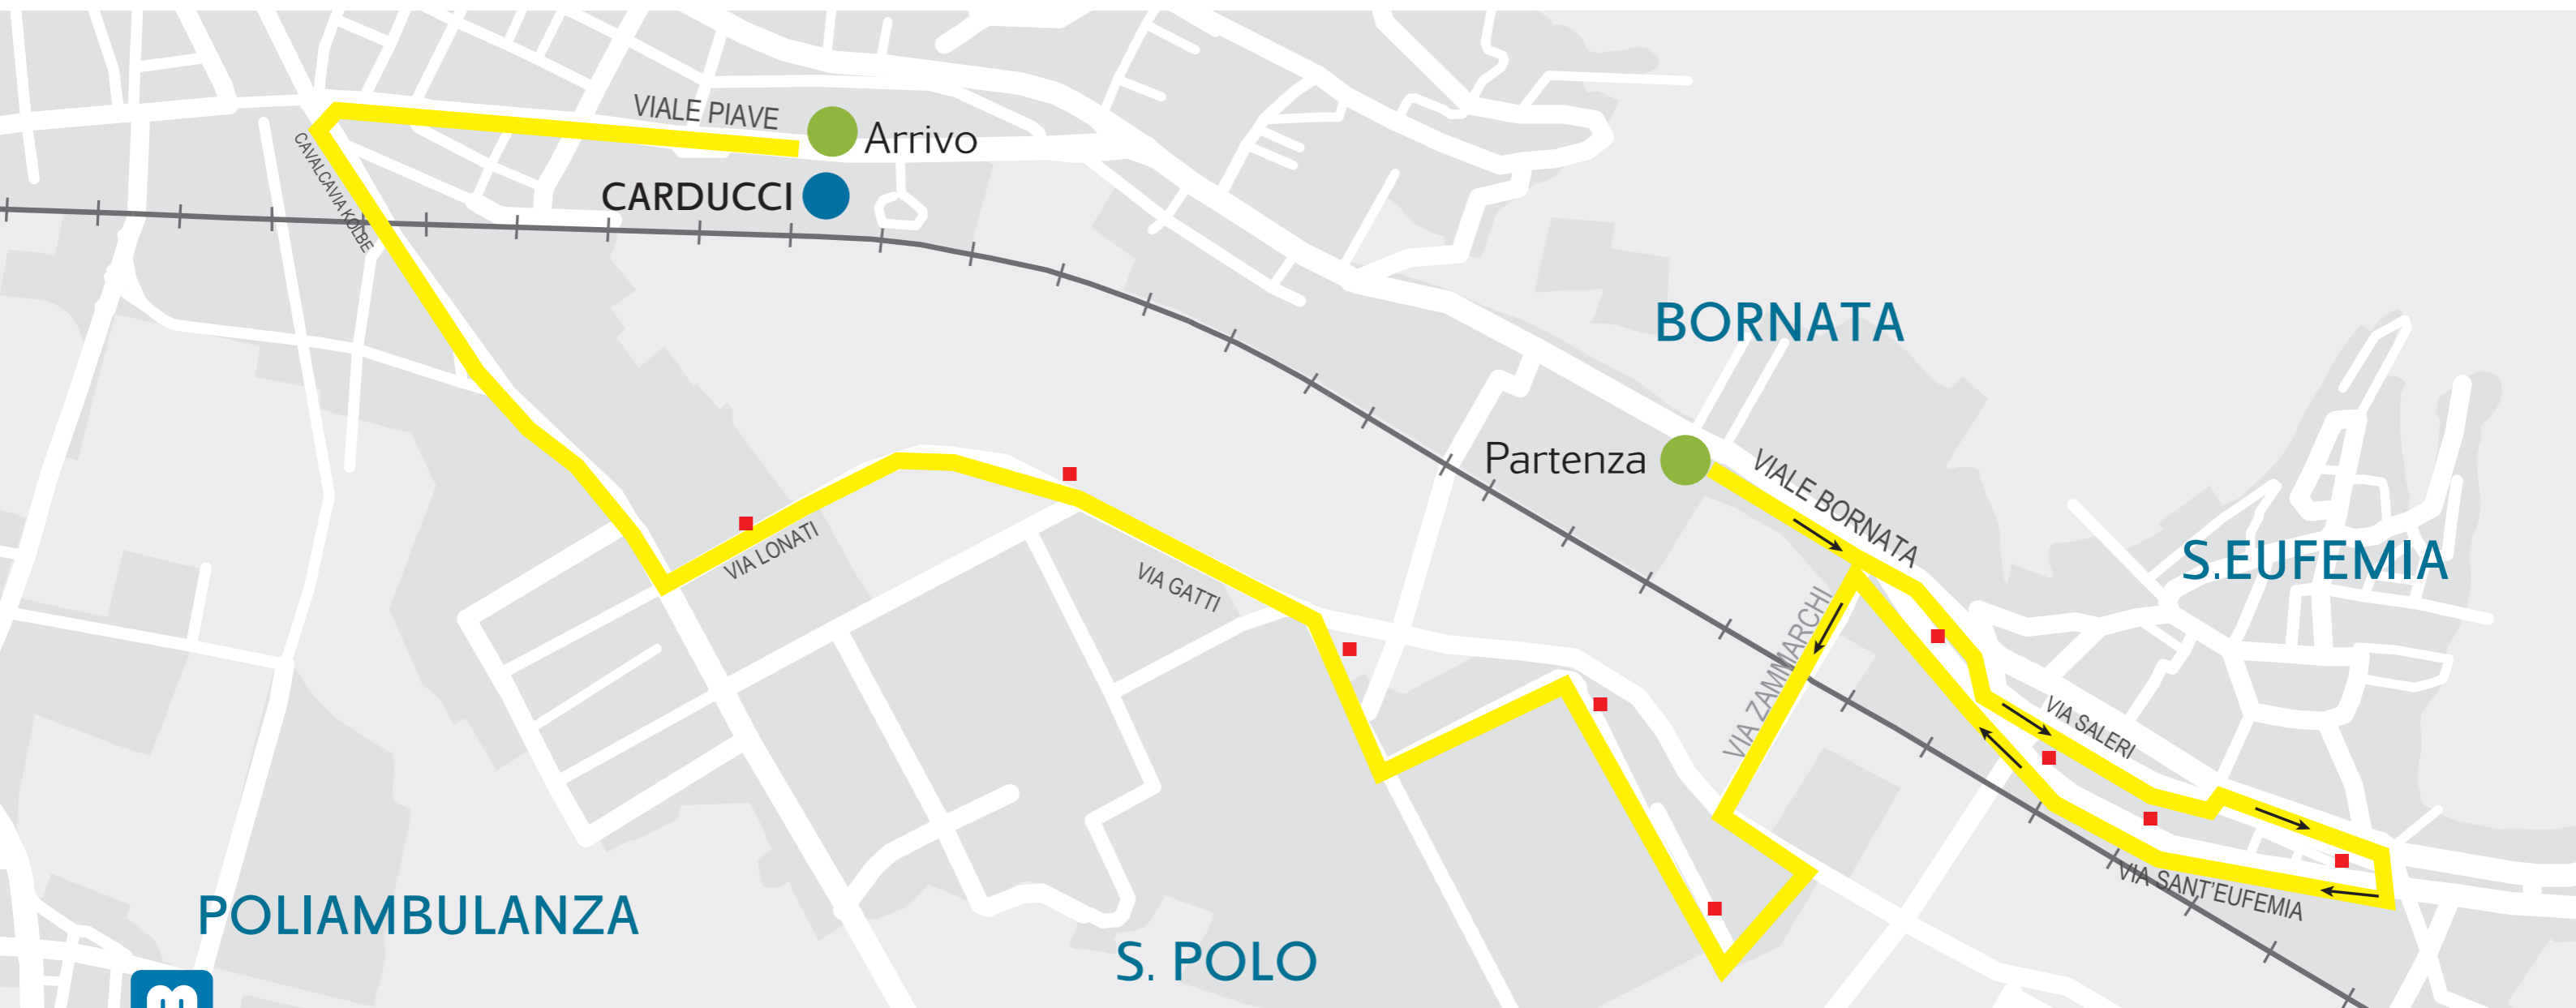 VIALE PIAVE
Arrivo
CAVALCAVIA KOLBE
CARDUCCI
BORNATA
Partenza
VIALE BORNATA
S.EUFEMIA
VIA LONATI
VIA GATTI
VIA ZAMMARCHI
VIA SALERI
VIA SANT'EUFEMIA
POLIAMBULANZA
S. POLO
m